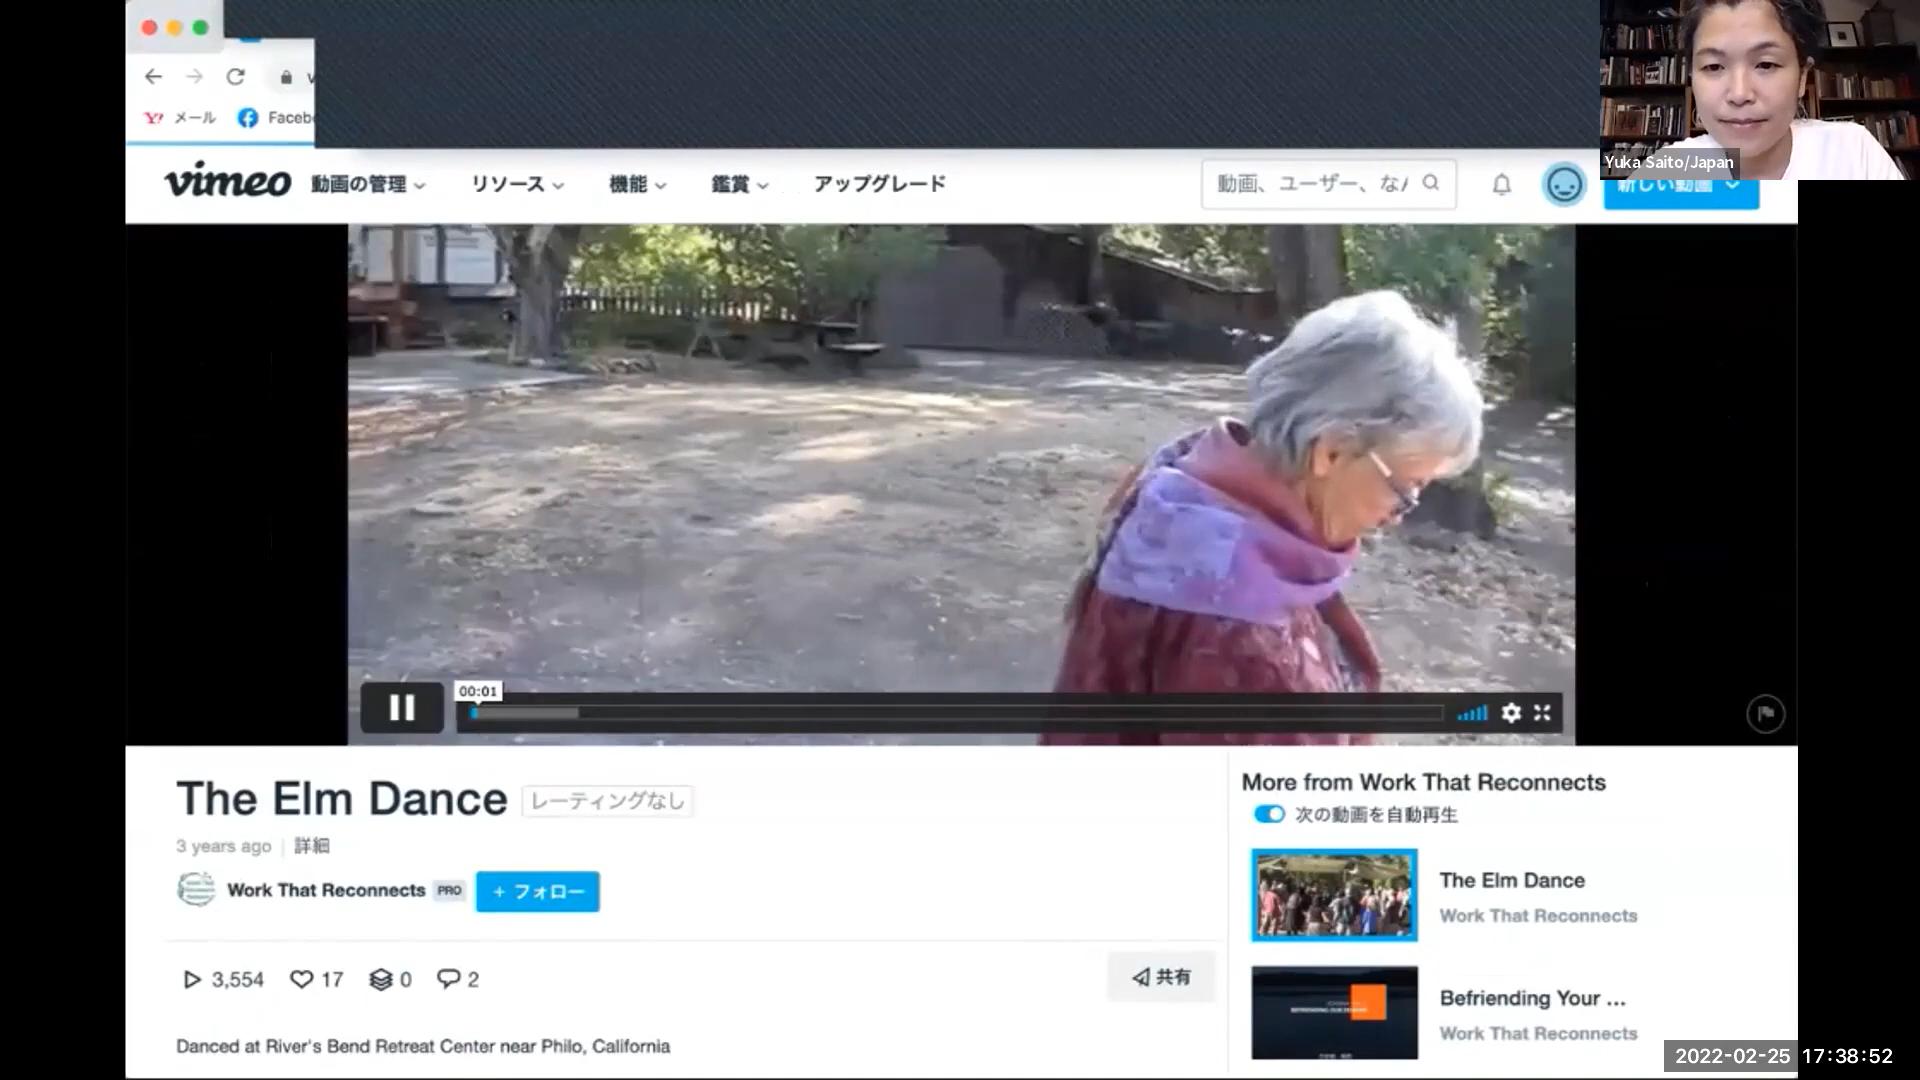 メール
Faceb
Yuka Saito/Japan
vimeo
動画の管理
リソース
機能
鑑賞
アップグレード
動画、ユーザー、な
新しい動画
00:01
The Elm Dance
レーティングなし
3 years ago
詳細
Work That Reconnects PRO
+ フォロー
3,554
17
0
2
共有
Danced at River's Bend Retreat Center near Philo, California
More from Work That Reconnects
次の動画を自動再生
The Elm Dance
Work That Reconnects
Befriending Your ...
Work That Reconnects
2022-02-25 17:38:52